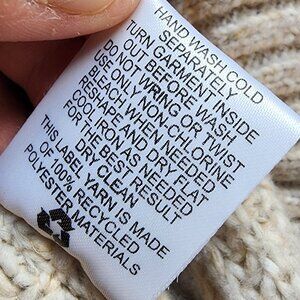 HAND WASH COLD
SEPARATELY
TURN GARMENT INSIDE
OUT BEFORE WASH
DO NOT WRING OR TWIST
USE ONLY NON-CHLORINE
BLEACH WHEN NEEDED
RESHAPE AND DRY FLAT
COOL IRON AS NEEDED
FOR THE BEST RESULT
DRY CLEAN
THIS LABEL YARN IS MADE
OF 100% RECYCLED
POLYESTER MATERIALS